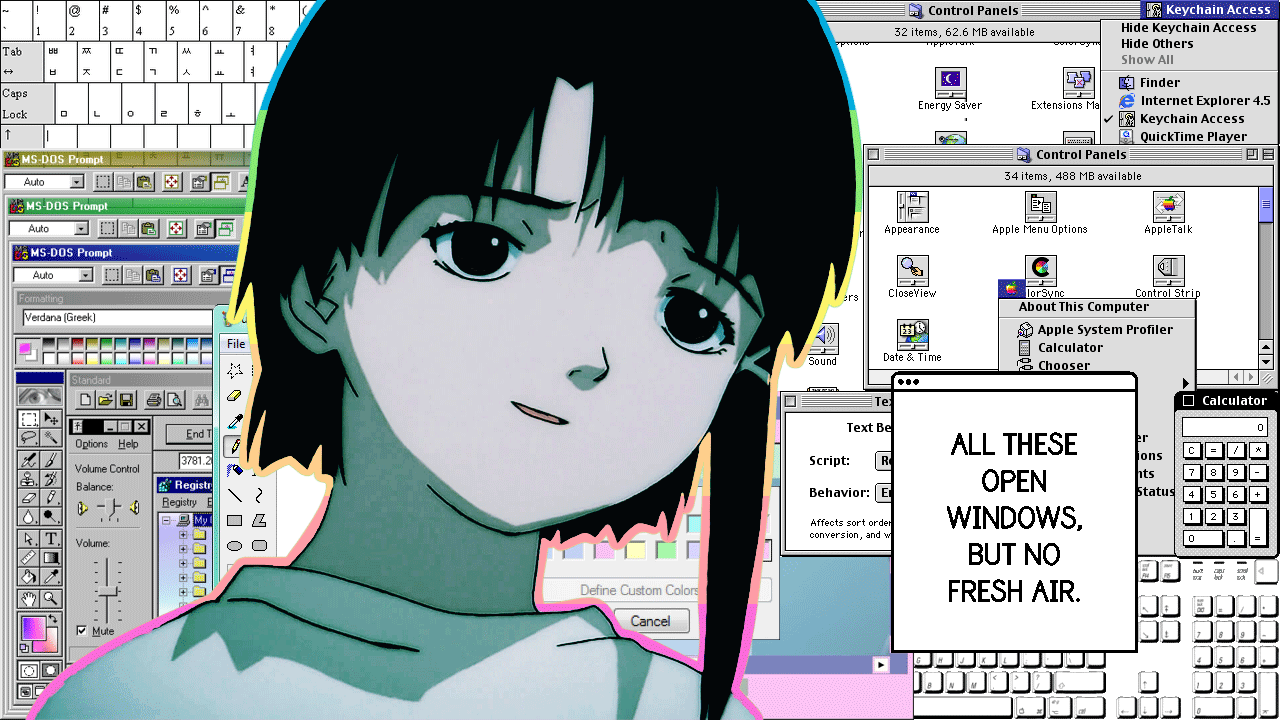 ~ ! @ # $ % ^ & * (
` 1 2 3 4 5 6 7 8
Tab ㅃ ㅉ ㄸ ㄲ ㅆ ㅛ ㅕ
ㅂ ㅈ ㄷ ㄱ ㅅ ㅛ ㅕ
Caps
Lock ㅁ ㄴ ㅇ ㄹ ㅎ ㅗ
MS-DOS Prompt
Auto
MS-DOS Prompt
Auto
MS-DOS Prompt
Auto
Formatting
Verdana (Greek)
Standard
Options Help
Volume Control
Balance:
Volume:
Mute
End T
3781.2
Registr
Registry
My
File
Define Custom Colors
Cancel
Control Panels
32 items, 62.6 MB available
Energy Saver
Extensions Ma
Keychain Access
Hide Keychain Access
Hide Others
Show All
Finder
Internet Explorer 4.5
Keychain Access
QuickTime Player
Control Panels
34 items, 488 MB available
Appearance
Apple Menu Options
AppleTalk
CloseView
lorSync
Control Strip
Date & Time
Sound
About This Computer
Apple System Profiler
Calculator
Chooser
Status
Text Be
Script:
Behavior:
Affects sort order
conversion, and w
ALL THESE
OPEN
WINDOWS,
BUT NO
FRESH AIR.
Calculator
0
C = / *
7 8 9 -
4 5 6 +
1 2 3
0 . =